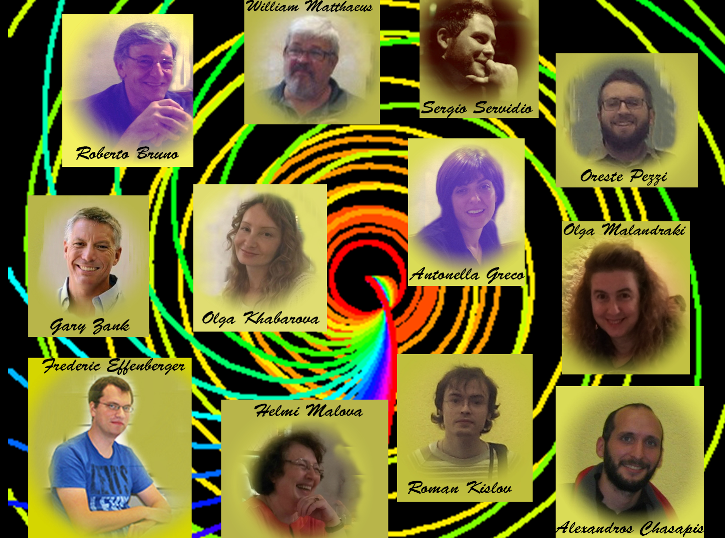 William Matthaeus
Sergio Servidio
Roberto Bruno
Oreste Pezzi
Olga Malandraki
Antonella Greco
Gary Zank
Olga Khabarova
Frederic Effenberger
Helmi Malova
Roman Kislov
Alexandros Chasapis